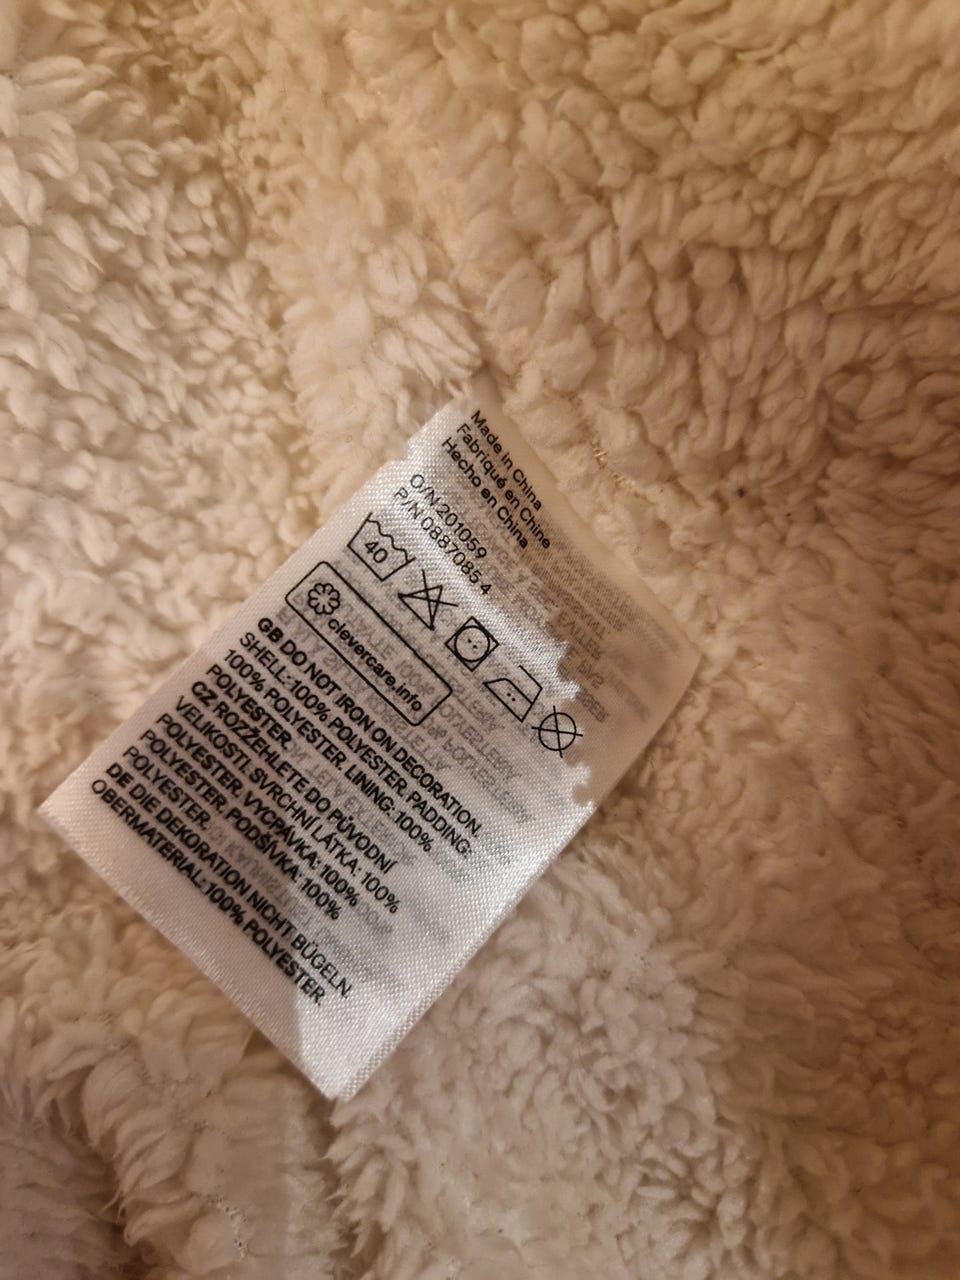 Made in China
Fabriqué en Chine
Hecho en China
O/N:201059
P/N:0887085 4
40
clevercare.info
GB DO NOT IRON ON DECORATION.
SHELL:100% POLYESTER. PADDING:
100% POLYESTER. LINING: 100%
POLYESTER.
CZ ROZŽEHLETE DO PŮVODNÍ
VELIKOSTI. SVRCHNÍ LÁTKA: 100%
POLYESTER. VYCPÁVKA: 100%
POLYESTER. PODŠÍVKA: 100%
POLYESTER.
DE DIE DEKORATION NICHT BÜGELN.
OBERMATERIAL:100% POLYESTER.